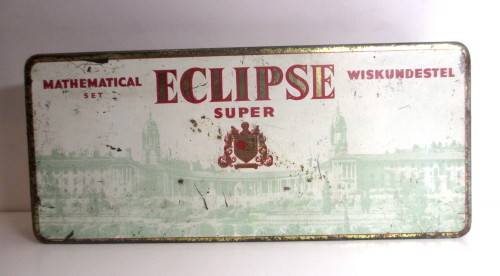 MATHEMATICAL
SET
ECLIPSE
SUPER
WISKUNDESTEL